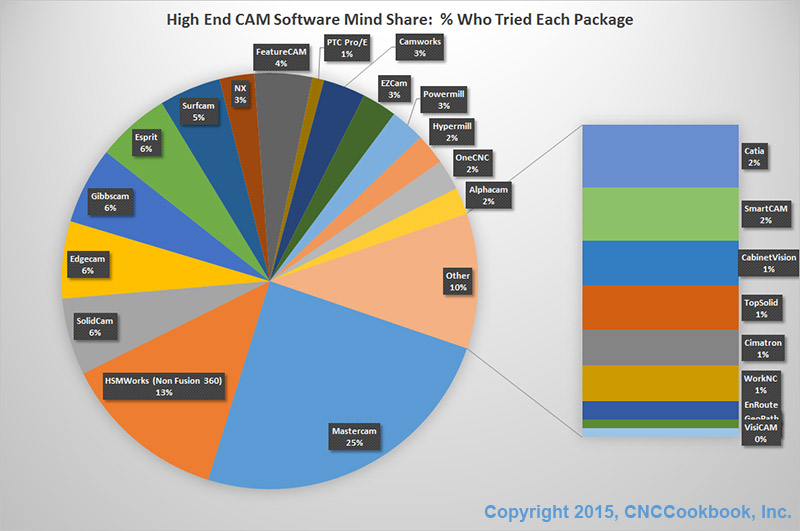 High End CAM Software Mind Share: % Who Tried Each Package
FeatureCAM
4%
PTC Pro/E
1%
Camworks
3%
EZCam
3%
Powermill
3%
Hypermill
2%
OneCNC
2%
Alphacam
2%
Other
10%
Mastercam
25%
HSMWorks (Non Fusion 360)
13%
SolidCam
6%
Edgecam
6%
Gibbscam
6%
Esprit
6%
Surfcam
5%
NX
3%
Catia
2%
SmartCAM
2%
CabinetVision
1%
TopSolid
1%
Cimatron
1%
WorkNC
1%
EnRoute
GeoPath
VisiCAM
0%
Copyright 2015, CNCCookbook, Inc.